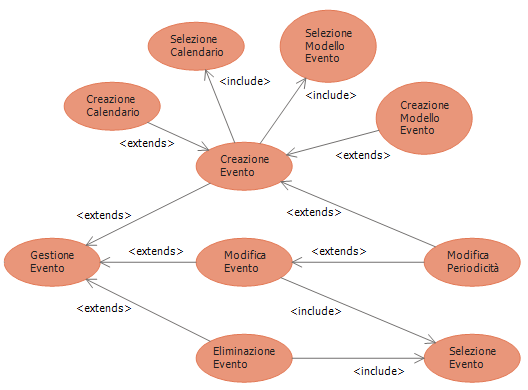 Selezione
Calendario
Selezione
Modello
Evento
<include>
<include>
Creazione
Calendario
Creazione
Modello
Evento
<extends>
<extends>
Creazione
Evento
<extends>
<extends>
Gestione
Evento
<extends>
Modifica
Evento
<extends>
Modifica
Periodicità
<extends>
<include>
Eliminazione
Evento
<include>
Selezione
Evento